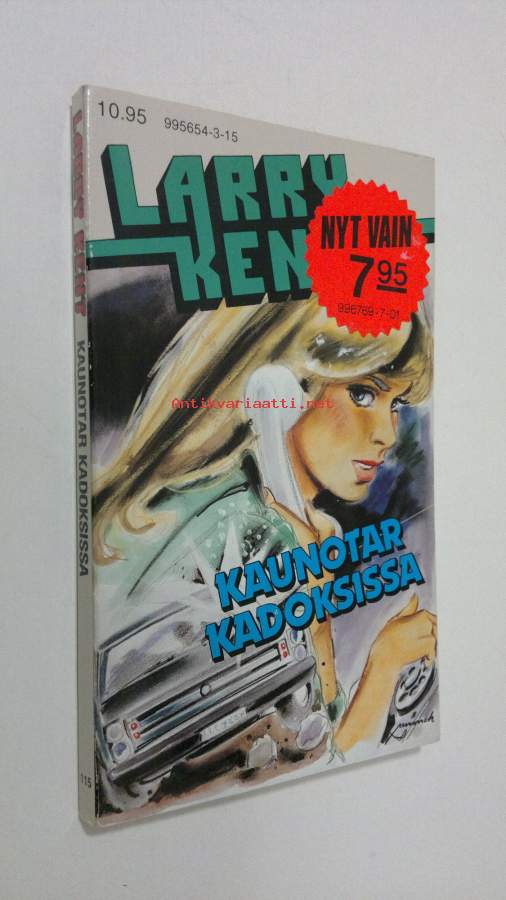 10.95 995654-3-15
LARRY
KEN
NYT VAIN
7 95
996769-7-01
Antikvariaatti.net
KAUNOTAR
KADOKSISSA
LARRY KENT KAUNOTAR KADOKSISSA
115